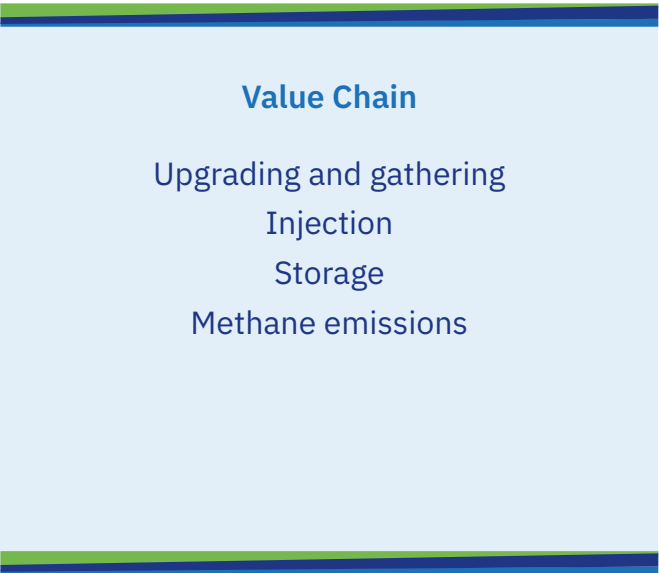 Value Chain
Upgrading and gathering
Injection
Storage
Methane emissions